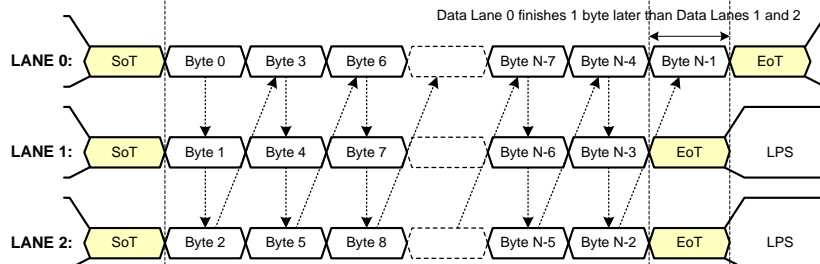 Data Lane 0 finishes 1 byte later than Data Lanes 1 and 2
LANE 0: SoT Byte 0 Byte 3 Byte 6 Byte N-7 Byte N-4 Byte N-1 EoT
LANE 1: SoT Byte 1 Byte 4 Byte 7 Byte N-6 Byte N-3 EoT LPS
LANE 2: SoT Byte 2 Byte 5 Byte 8 Byte N-5 Byte N-2 EoT LPS